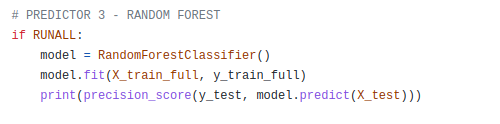 # PREDICTOR 3 - RANDOM FOREST
if RUNALL:
    model = RandomForestClassifier()
    model.fit(X_train_full, y_train_full)
    print(precision_score(y_test, model.predict(X_test)))